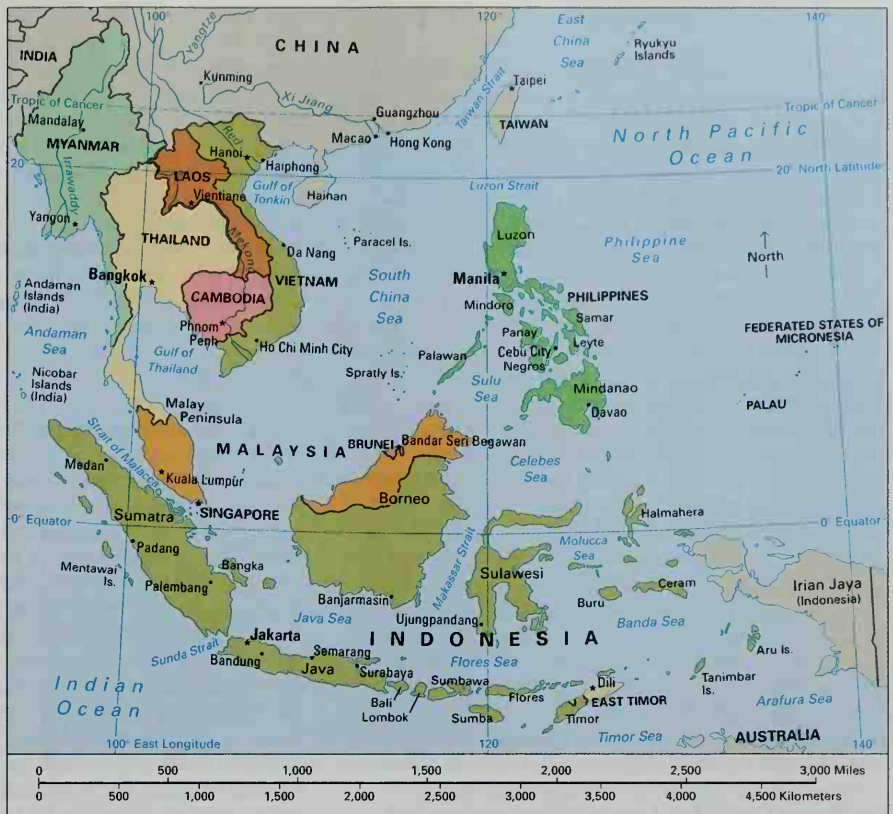 100°
120°
140°
East
China
Sea
Ryukyu
Islands
Yangtze
CHINA
INDIA
Kunming
Xi Jiang
Taiwan Strait
Taipei
Tropic of Cancer
Guangzhou
Tropic of Cancer
Mandalay
MYANMAR
Red
Macao
Hong Kong
TAIWAN
North Pacific
Ocean
Hanoi
Haiphong
20°
LAOS
Gulf of
Tonkin
Hainan
Luzon Strait
20° North Latitude
Irrawaddy
Vientiane
Yangon
THAILAND
Mekong
Da Nang
Paracel Is.
Luzon
Philippine
Sea
North
Bangkok
VIETNAM
South
China
Sea
Manila
Andaman
Islands
(India)
CAMBODIA
Mindoro
PHILIPPINES
Samar
Phnom
Penh
Ho Chi Minh City
Panay
Leyte
Cebu City
Negros
FEDERATED STATES OF
MICRONESIA
Andaman
Sea
Gulf of
Thailand
Palawan
Spratly Is.
Sulu
Sea
Nicobar
Islands
(India)
Mindanao
Davao
PALAU
Malay
Peninsula
Strait of Malacca
MALAYSIA
BRUNEI
Bandar Seri Begawan
Medan
Kuala Lumpur
Celebes
Sea
Borneo
Sumatra
SINGAPORE
Halmahera
0° Equator
0° Equator
Padang
Makassar Strait
Molucca
Sea
Mentawai
Is.
Bangka
Sulawesi
Palembang
Ceram
Irian Jaya
(Indonesia)
Banjarmasin
Buru
Java Sea
Ujungpandang
Banda Sea
INDONESIA
Jakarta
Sunda Strait
Semarang
Flores Sea
Aru Is.
Bandung
Java
Surabaya
Sumbawa
Tanimbar
Is.
Indian
Ocean
Bali
Lombok
Flores
Dili
EAST TIMOR
Arafura Sea
Sumba
Timor
Timor Sea
AUSTRALIA
100° East Longitude
120
140
0 500 1,000 1,500 2,000 2,500 3,000 Miles
0 500 1,000 1,500 2,000 2,500 3,000 3,500 4,000 4,500 Kilometers